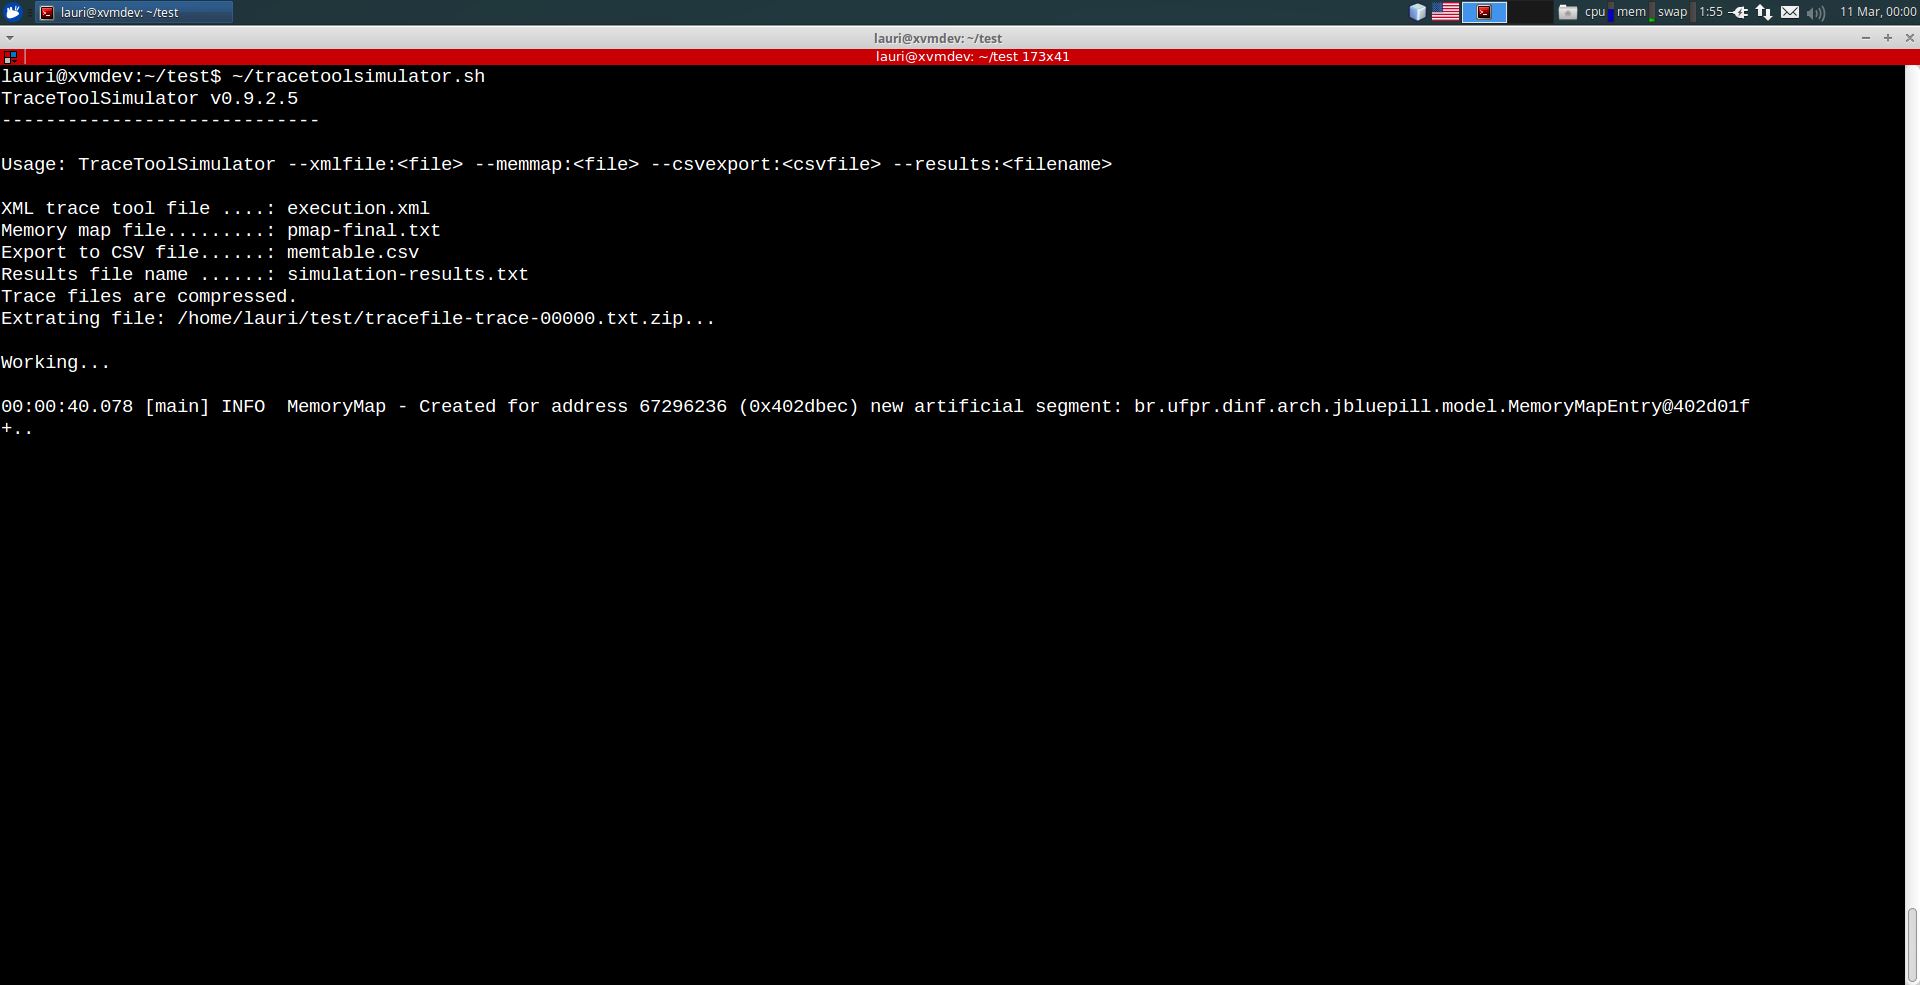 lauri@xvmdev: ~/test
cpu mem swap 1:55 11 Mar, 00:00
lauri@xvmdev: ~/test
lauri@xvmdev: ~/test 173x41
lauri@xvmdev:~/test$ ~/tracetoolsimulator.sh
TraceToolSimulator v0.9.2.5
-----------------------------
Usage: TraceToolSimulator --xmlfile:<file> --memmap:<file> --csvexport:<csvfile> --results:<filename>
XML trace tool file ....: execution.xml
Memory map file.........: pmap-final.txt
Export to CSV file......: memtable.csv
Results file name ......: simulation-results.txt
Trace files are compressed.
Extrating file: /home/lauri/test/tracefile-trace-00000.txt.zip...
Working...
00:00:40.078 [main] INFO  MemoryMap - Created for address 67296236 (0x402dbec) new artificial segment: br.ufpr.dinf.arch.jbluepill.model.MemoryMapEntry@402d01f
+..